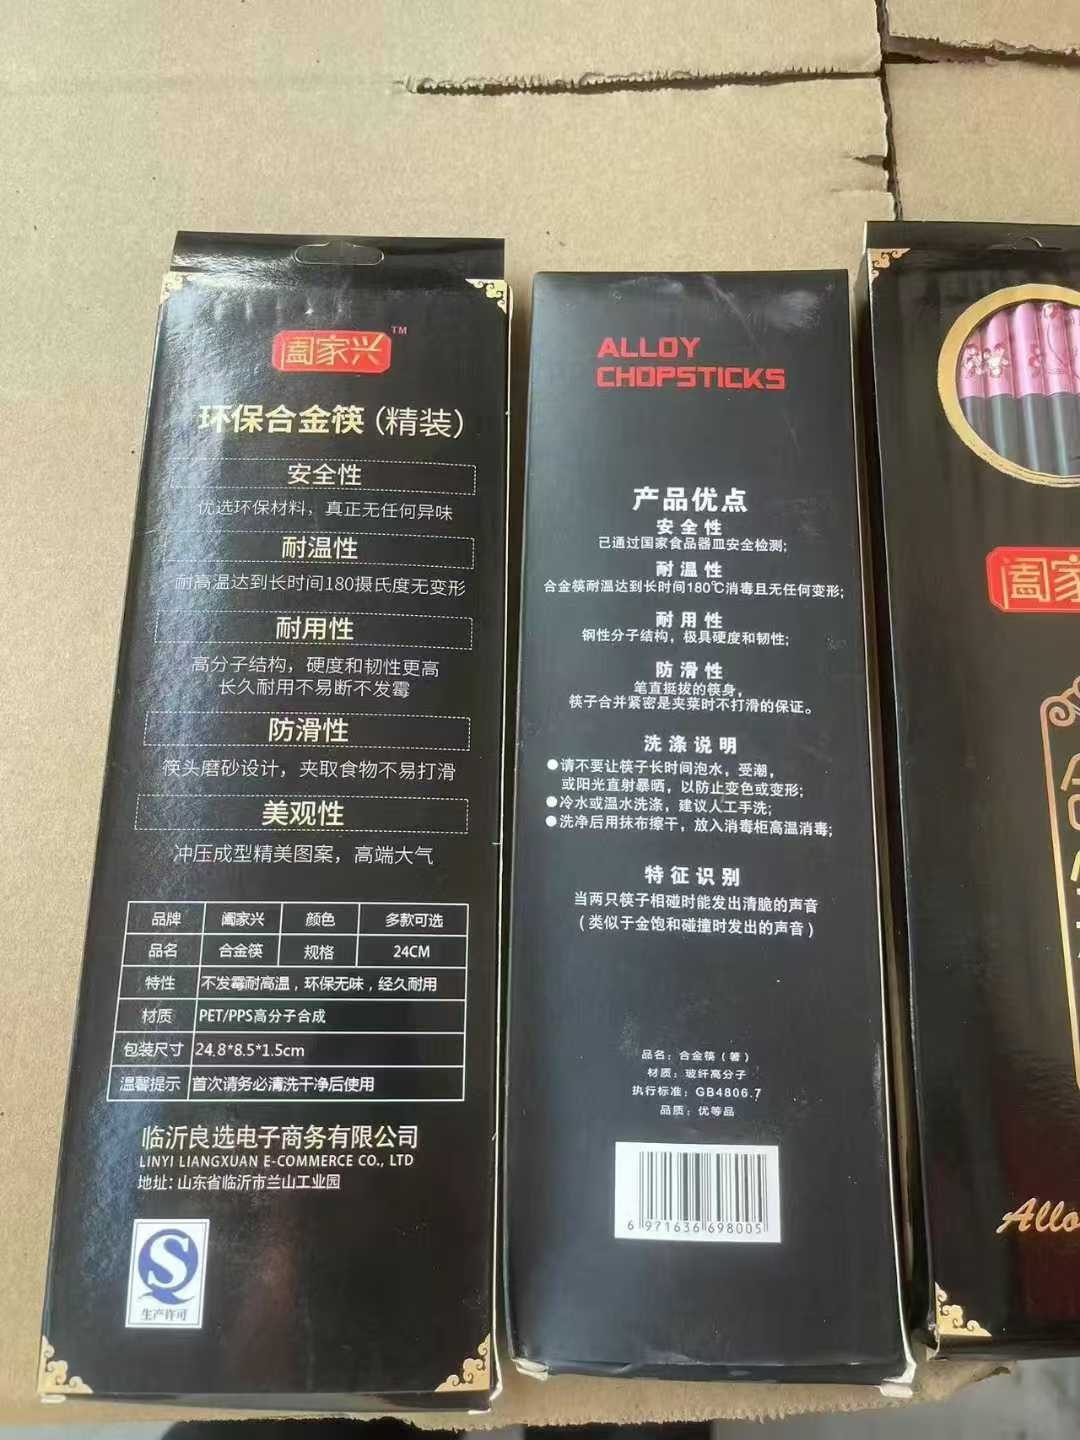 阖家兴
TM
环保合金筷（精装）
安全性
优选环保材料，真正无任何异味
耐温性
耐高温达到长时间180摄氏度无变形
耐用性
高分子结构，硬度和韧性更高
长久耐用不易断不发霉
防滑性
筷头磨砂设计，夹取食物不易打滑
美观性
冲压成型精美图案，高端大气
品牌 阖家兴 颜色 多款可选
品名 合金筷 规格 24CM
特性 不发霉耐高温，环保无味，经久耐用
材质 PET/PPS高分子合成
包装尺寸 24.8*8.5*1.5cm
温馨提示 首次请务必清洗干净后使用
临沂良选电子商务有限公司
LINYI LIANGXUAN E-COMMERCE CO., LTD
地址：山东省临沂市兰山工业园
生产许可
ALLOY
CHOPSTICKS
产品优点
安全性
已通过国家食品器皿安全检测;
耐温性
合金筷耐温达到长时间180℃消毒且无任何变形;
耐用性
钢性分子结构，极具硬度和韧性;
防滑性
笔直挺拔的筷身，
筷子合并紧密是夹菜时不打滑的保证。
洗涤说明
●请不要让筷子长时间泡水，受潮，
或阳光直射暴晒，以防止变色或变形;
●冷水或温水洗涤，建议人工手洗;
●洗净后用抹布擦干，放入消毒柜高温消毒;
特征识别
当两只筷子相碰时能发出清脆的声音
(类似于金饱和碰撞时发出的声音)
品名：合金筷（箸）
材质：玻纤高分子
执行标准：GB4806.7
品质：优等品
6 971636 698005
阖家
Allo